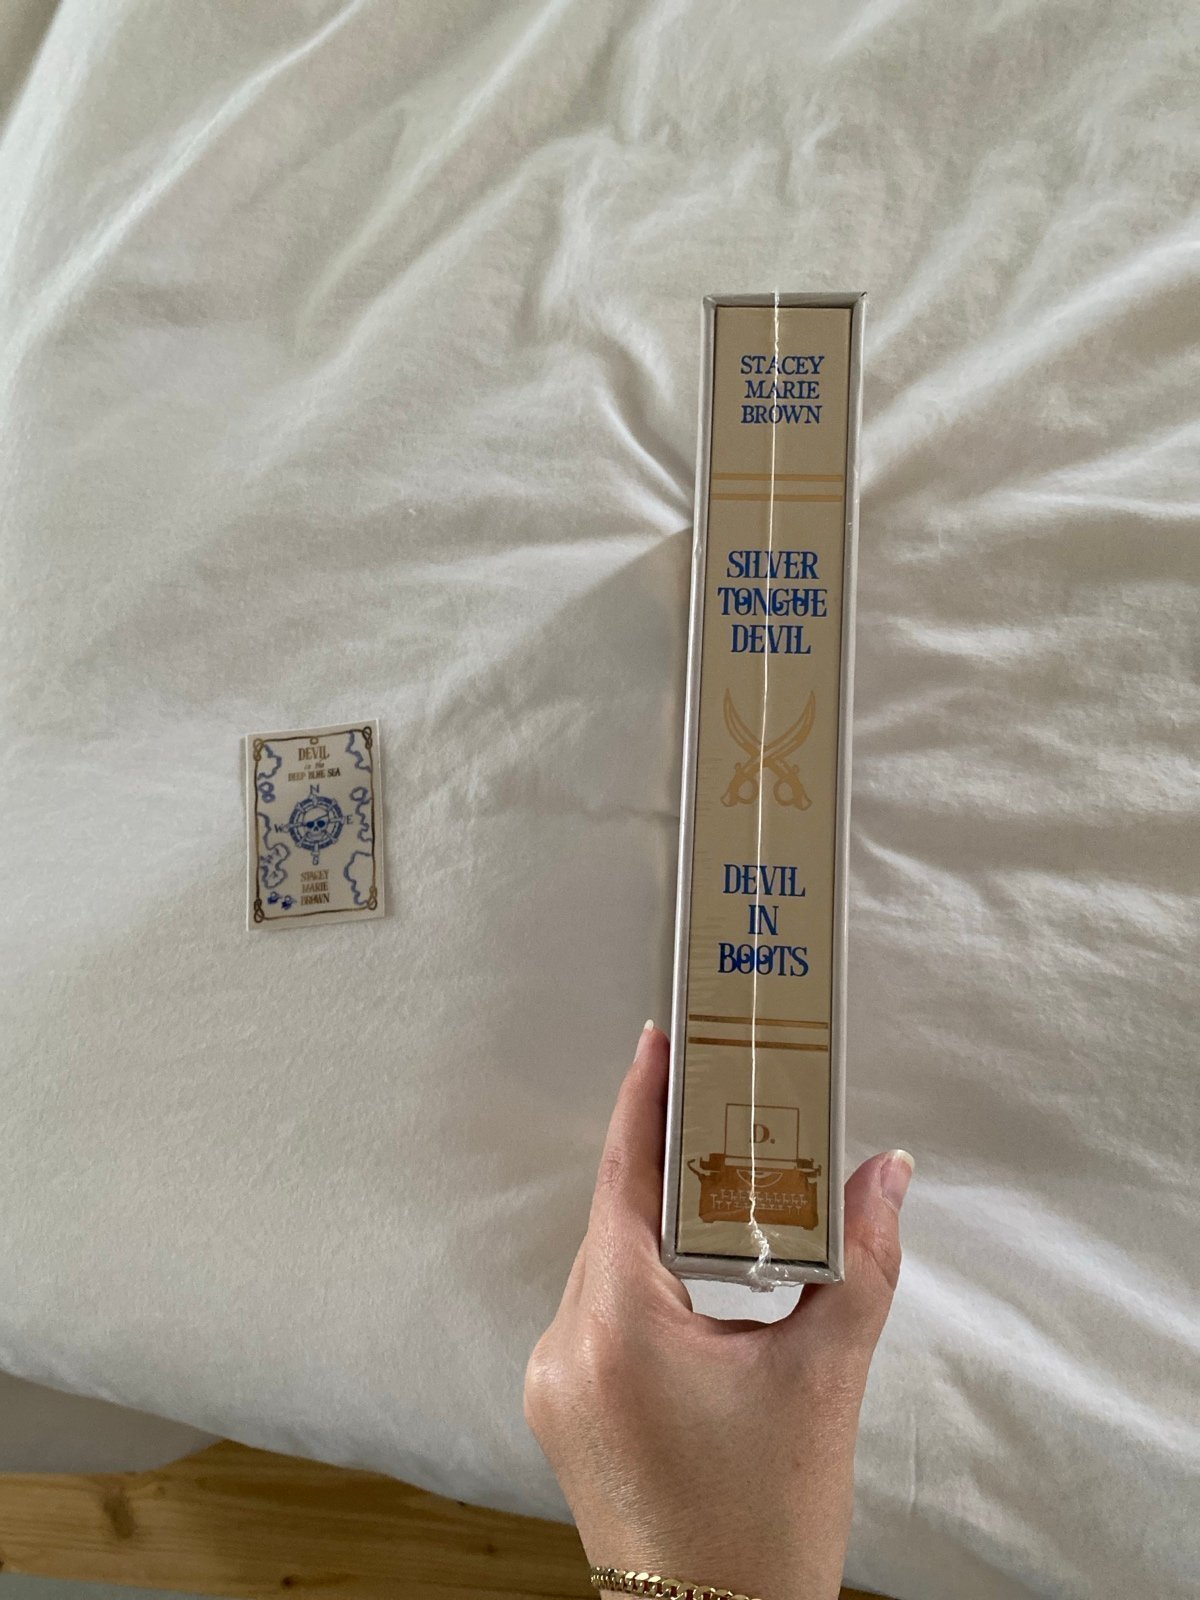 STACEY
MARIE
BROWN
SILVER
TONGUE
DEVIL
DEVIL
IN
BOOTS
D.
DEVIL
in the
DEEP BLUE SEA
N
W
E
S
STACEY
MARIE
BROWN